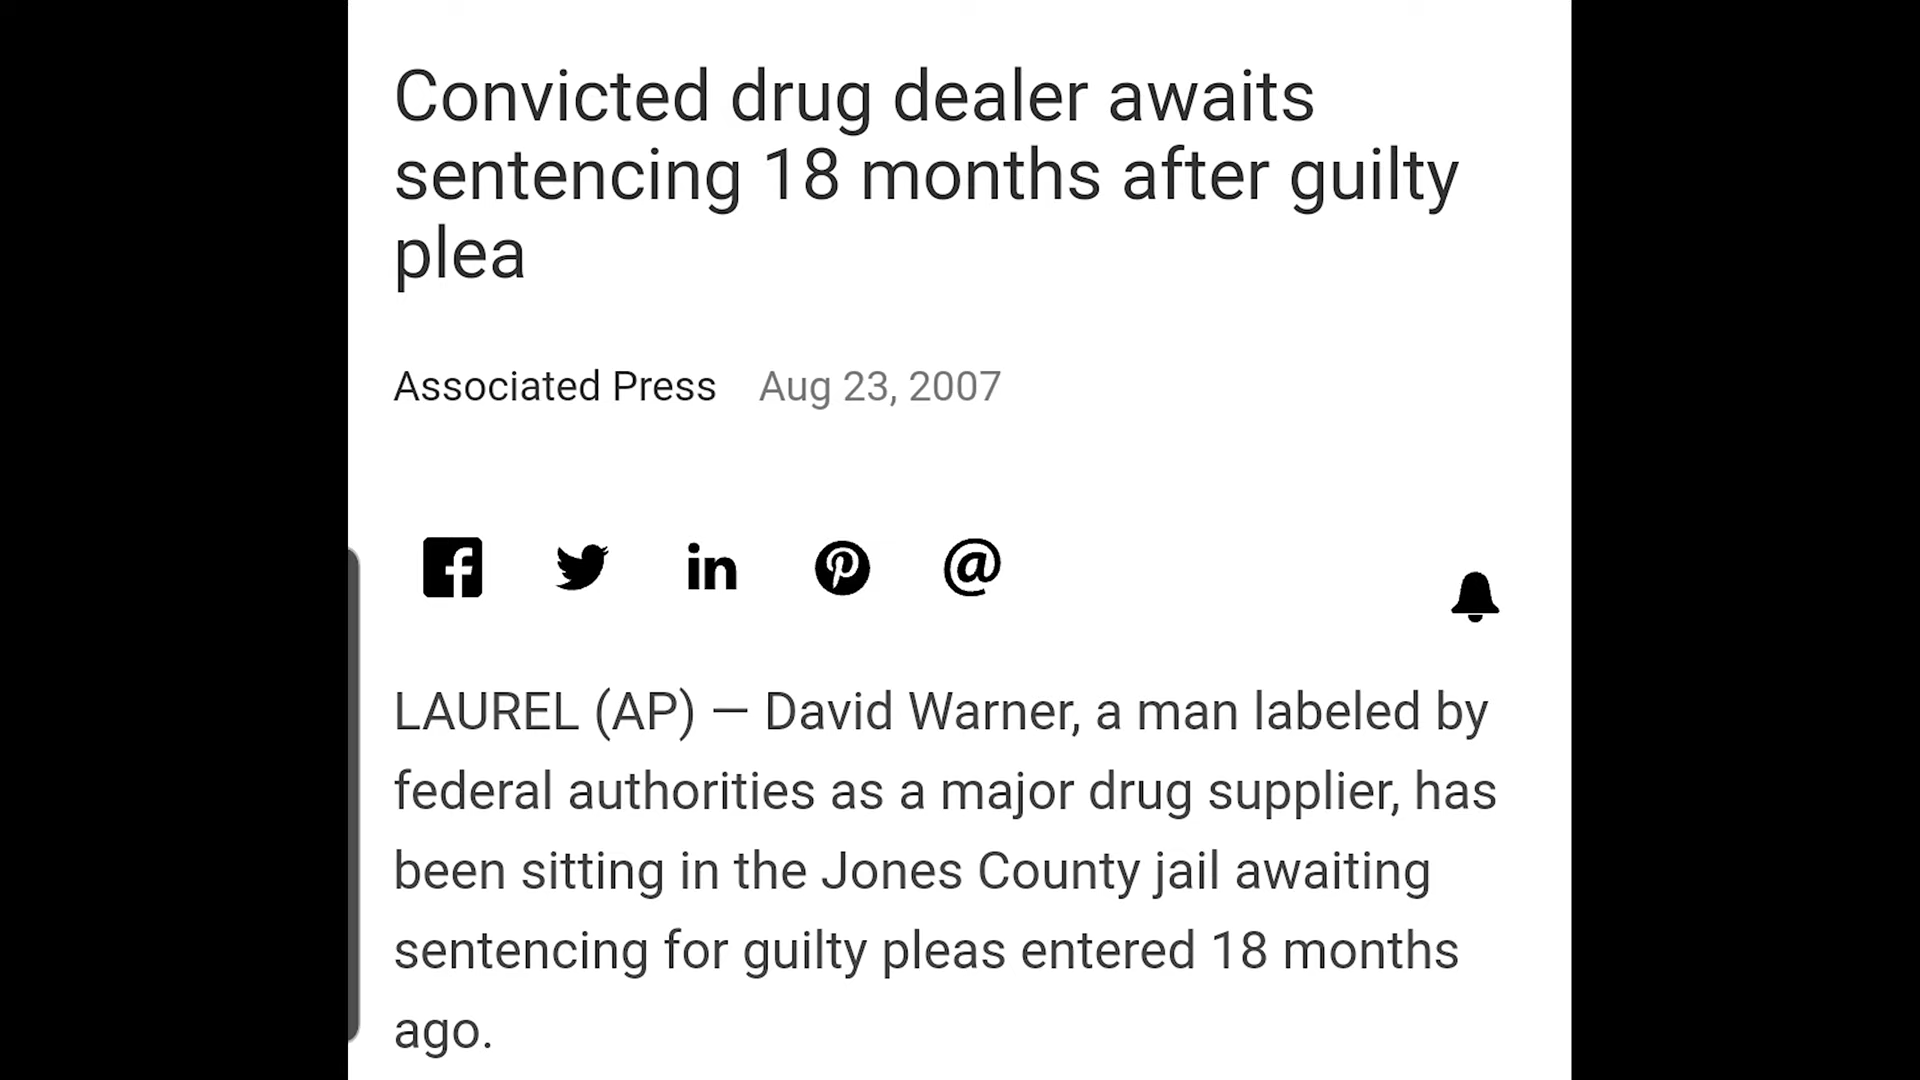 Convicted drug dealer awaits
sentencing 18 months after guilty
plea
Associated Press Aug 23, 2007
LAUREL (AP) — David Warner, a man labeled by
federal authorities as a major drug supplier, has
been sitting in the Jones County jail awaiting
sentencing for guilty pleas entered 18 months
ago.